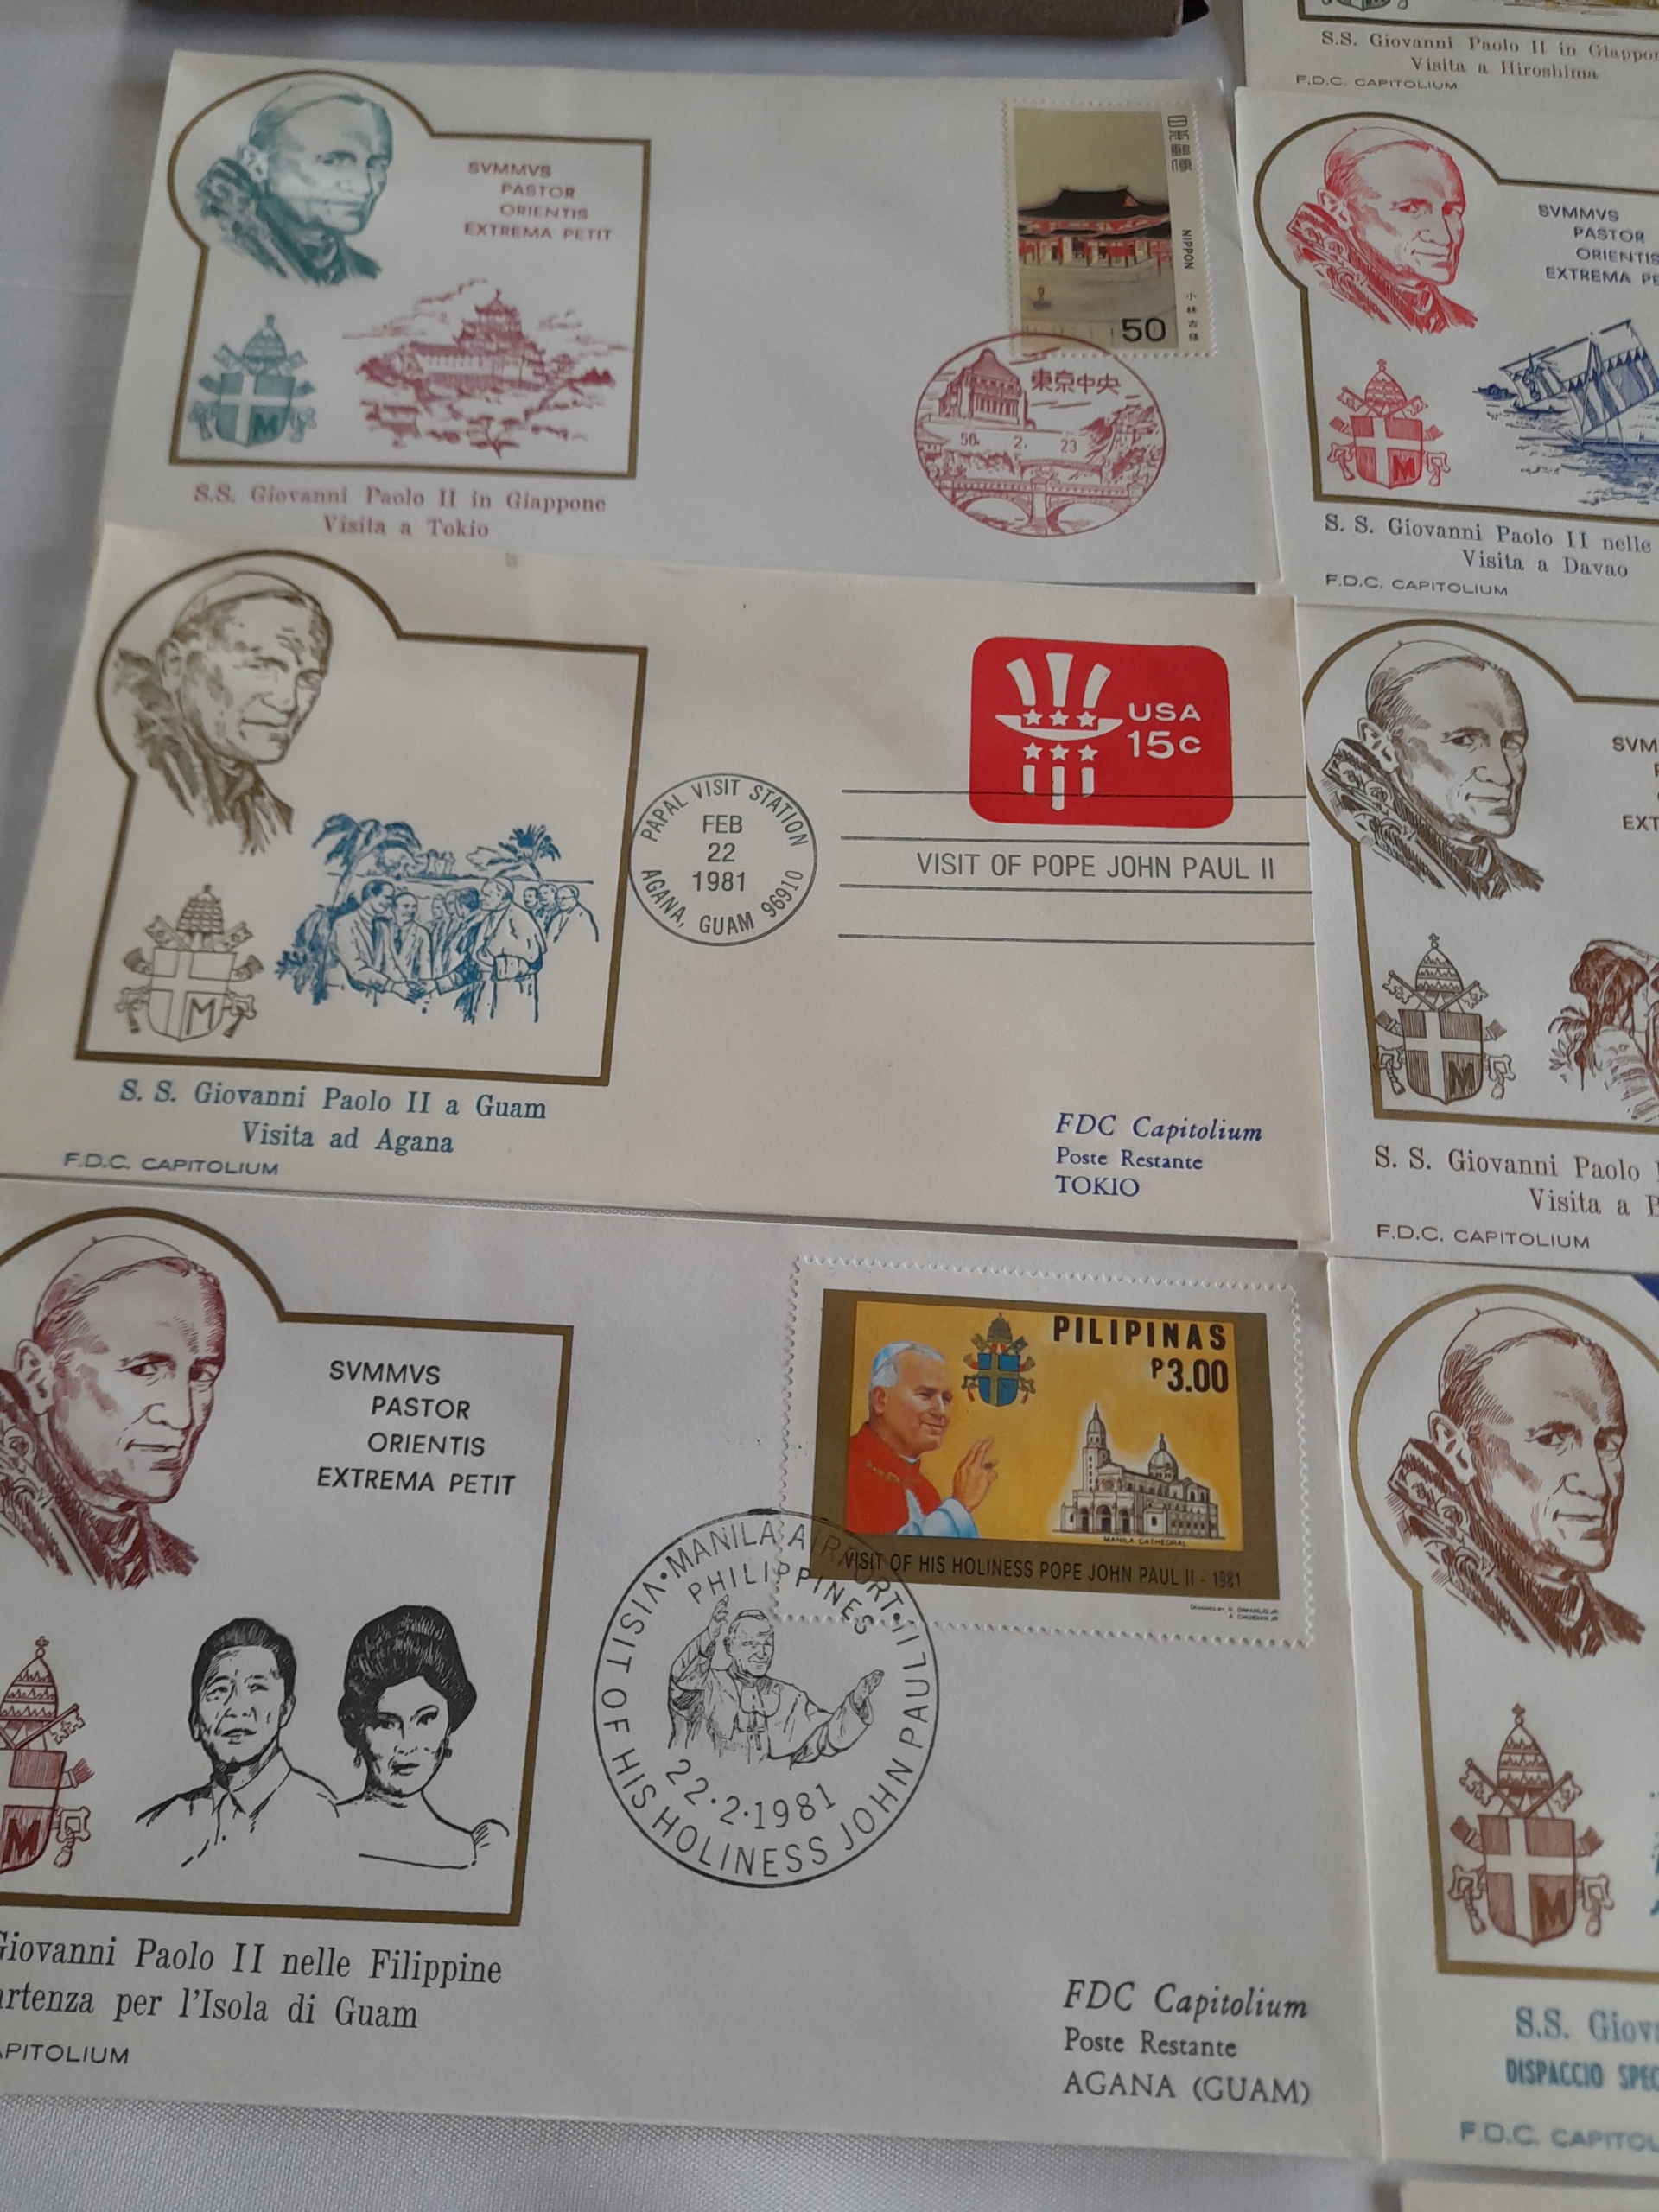 SVMMVS
PASTOR
ORIENTIS
EXTREMA PETIT
日本郵便
NIPPON
小林古径
50
東京中央
56. 2. 23
S.S. Giovanni Paolo II in Giappone
Visita a Tokio
M
S.S. Giovanni Paolo II in Giappon
Visita a Hiroshima
F.D.C. CAPITOLIUM
SVMMVS
PASTOR
ORIENTIS
EXTREMA PE
M
S. S. Giovanni Paolo II nelle
Visita a Davao
F.D.C. CAPITOLIUM
USA
15c
PAPAL VISIT STATION
FEB
22
1981
AGANA, GUAM 96910
VISIT OF POPE JOHN PAUL II
M
S. S. Giovanni Paolo II a Guam
Visita ad Agana
F.D.C. CAPITOLIUM
FDC Capitolium
Poste Restante
TOKIO
SVM
EXT
M
S. S. Giovanni Paolo
Visita a
F.D.C. CAPITOLIUM
SVMMVS
PASTOR
ORIENTIS
EXTREMA PETIT
PILIPINAS
P3.00
MANILA CATHEDRAL
VISIT OF HIS HOLINESS POPE JOHN PAUL II - 1981
MANILA AIRPORT
PHILIPPINES
22·2·1981
VISIT OF HIS HOLINESS JOHN PAUL II
M
Giovanni Paolo II nelle Filippine
artenza per l'Isola di Guam
APITOLIUM
FDC Capitolium
Poste Restante
AGANA (GUAM)
M
S.S. Giova
DISPACCIO SPEC
F.D.C. CAPITOL